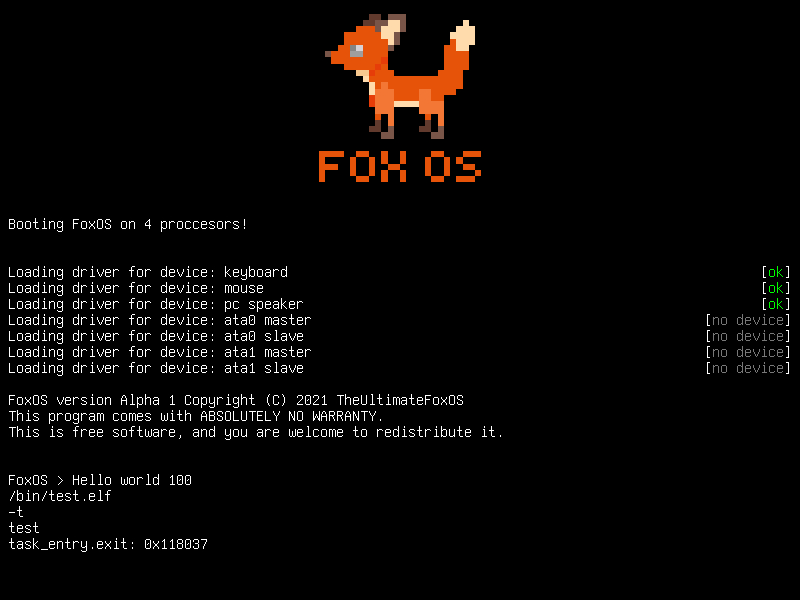 FOX OS
Booting FoxOS on 4 proccesors!
Loading driver for device: keyboard [ok]
Loading driver for device: mouse [ok]
Loading driver for device: pc speaker [ok]
Loading driver for device: ata0 master [no device]
Loading driver for device: ata0 slave [no device]
Loading driver for device: ata1 master [no device]
Loading driver for device: ata1 slave [no device]
FoxOS version Alpha 1 Copyright (C) 2021 TheUltimateFoxOS
This program comes with ABSOLUTELY NO WARRANTY.
This is free software, and you are welcome to redistribute it.
FoxOS > Hello world 100
/bin/test.elf
-t
test
task_entry.exit: 0x118037